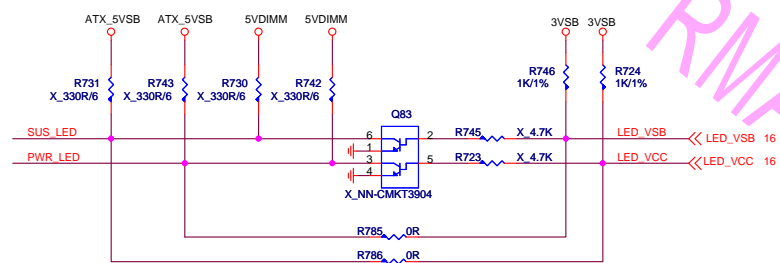 ATX_5VSB ATX_5VSB 5VDIMM 5VDIMM 3VSB 3VSB
R731 R743 R730 R742 R746 R724
X_330R/6 X_330R/6 X_330R/6 X_330R/6 1K/1% 1K/1%
Q83
SUS_LED 6 2 R745 X_4.7K LED_VSB LED_VSB 16
1
PWR_LED 3 5 R723 X_4.7K LED_VCC LED_VCC 16
4
X_NN-CMKT3904
R785 0R
R786 0R
RMA